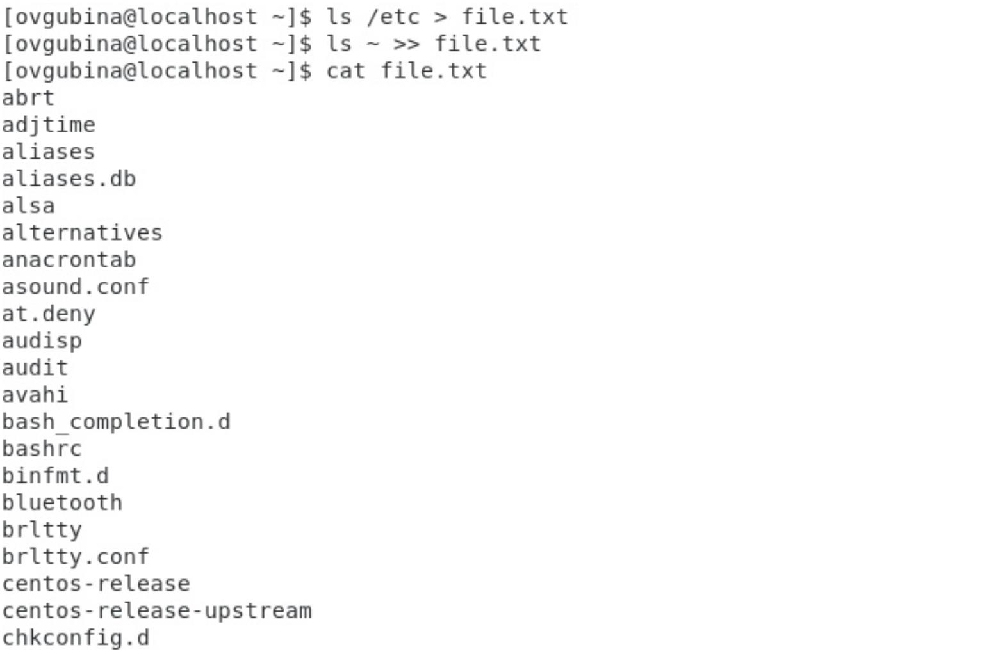 [ovgubina@localhost ~]$ ls /etc > file.txt
[ovgubina@localhost ~]$ ls ~ >> file.txt
[ovgubina@localhost ~]$ cat file.txt
abrt
adjtime
aliases
aliases.db
alsa
alternatives
anacrontab
asound.conf
at.deny
audisp
audit
avahi
bash_completion.d
bashrc
binfmt.d
bluetooth
brltty
brltty.conf
centos-release
centos-release-upstream
chkconfig.d